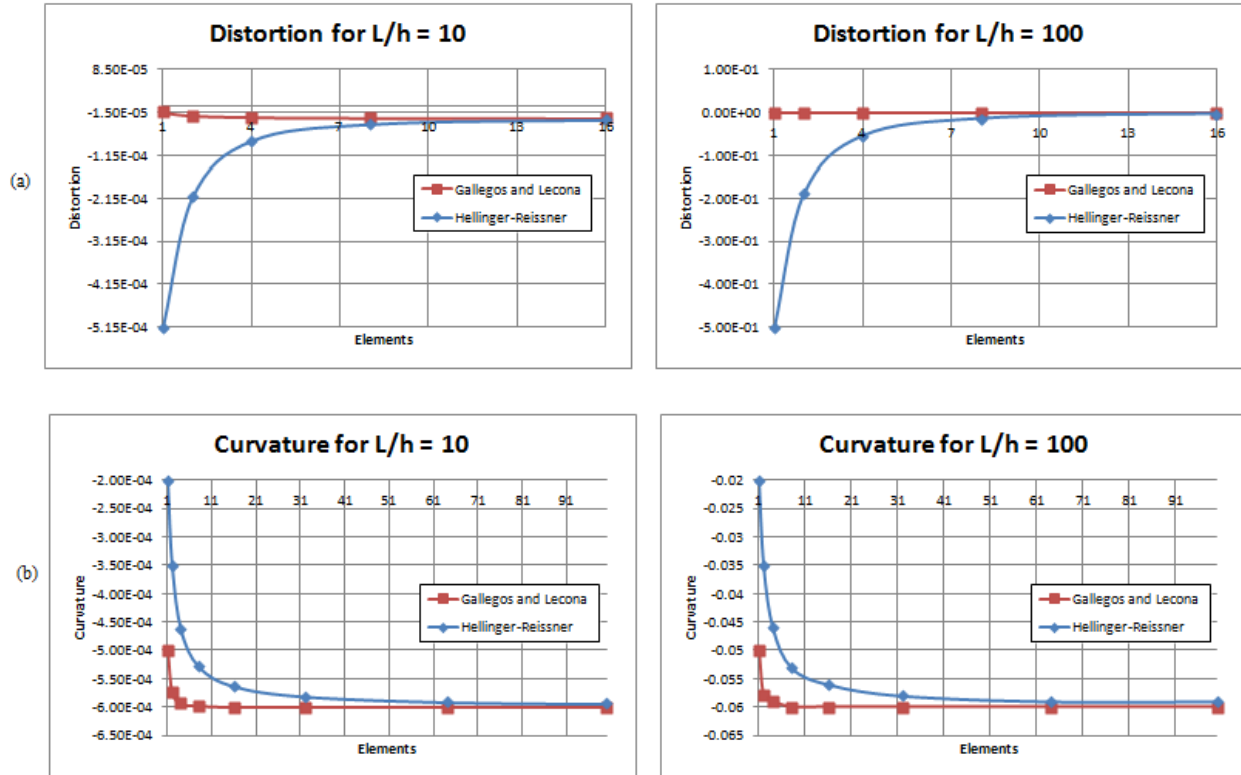 (a)
Distortion for L/h = 10
8.50E-05
-1.50E-05
-1.15E-04
-2.15E-04
-3.15E-04
-4.15E-04
-5.15E-04
1 4 7 10 13 16
Distortion
Elements
Gallegos and Lecona
Hellinger-Reissner
Distortion for L/h = 100
1.00E-01
0.00E+00
-1.00E-01
-2.00E-01
-3.00E-01
-4.00E-01
-5.00E-01
1 4 7 10 13 16
Distortion
Elements
Gallegos and Lecona
Hellinger-Reissner
(b)
Curvature for L/h = 10
-2.00E-04
-2.50E-04
-3.00E-04
-3.50E-04
-4.00E-04
-4.50E-04
-5.00E-04
-5.50E-04
-6.00E-04
-6.50E-04
1 11 21 31 41 51 61 71 81 91
Curvature
Elements
Gallegos and Lecona
Hellinger-Reissner
Curvature for L/h = 100
-0.02
-0.025
-0.03
-0.035
-0.04
-0.045
-0.05
-0.055
-0.06
-0.065
1 11 21 31 41 51 61 71 81 91
Curvature
Elements
Gallegos and Lecona
Hellinger-Reissner